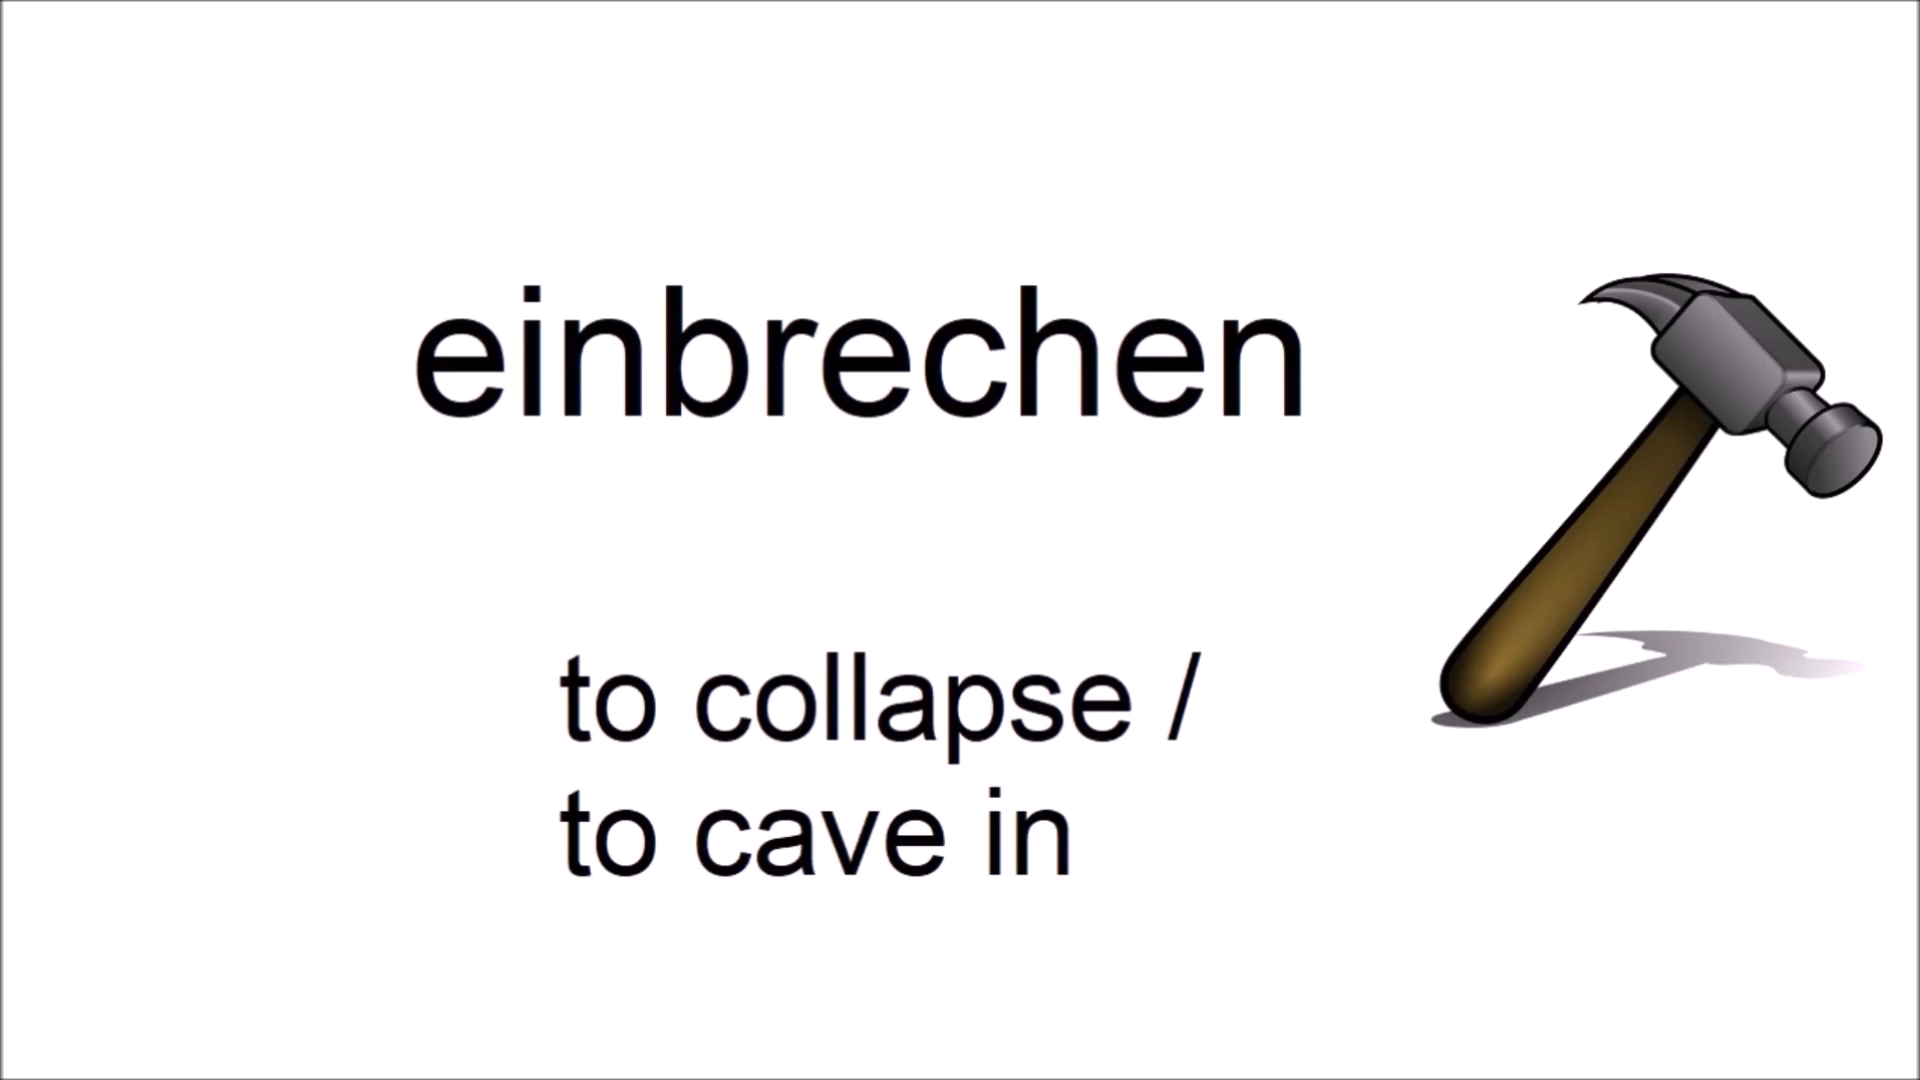 einbrechen
to collapse /
to cave in